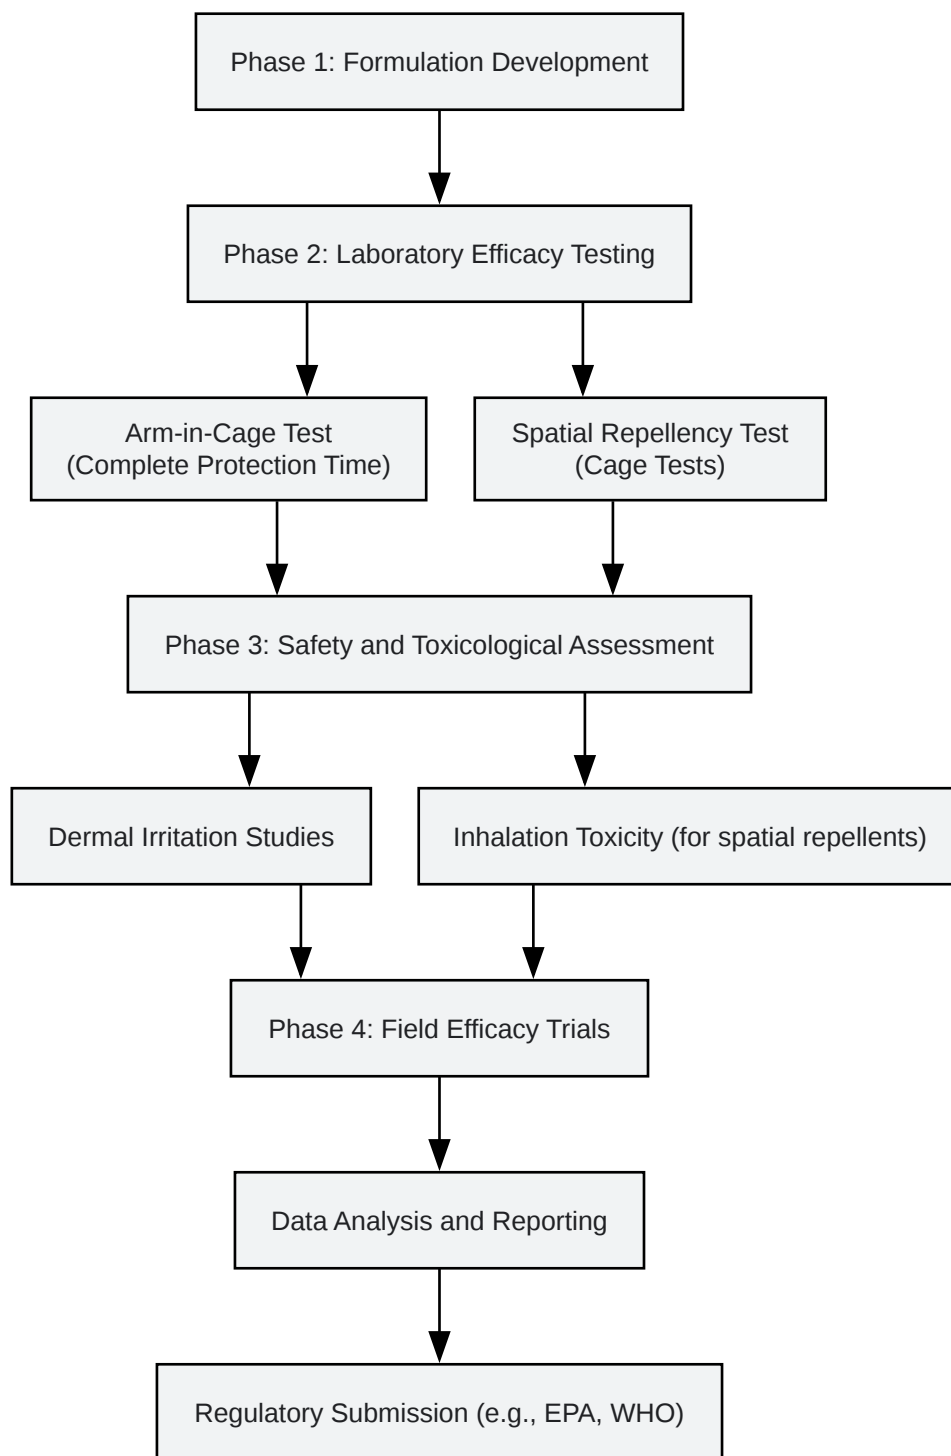 Phase 1: Formulation Development
Phase 2: Laboratory Efficacy Testing
Arm-in-Cage Test
(Complete Protection Time)
Spatial Repellency Test
(Cage Tests)
Phase 3: Safety and Toxicological Assessment
Dermal Irritation Studies
Inhalation Toxicity (for spatial repellents)
Phase 4: Field Efficacy Trials
Data Analysis and Reporting
Regulatory Submission (e.g., EPA, WHO)